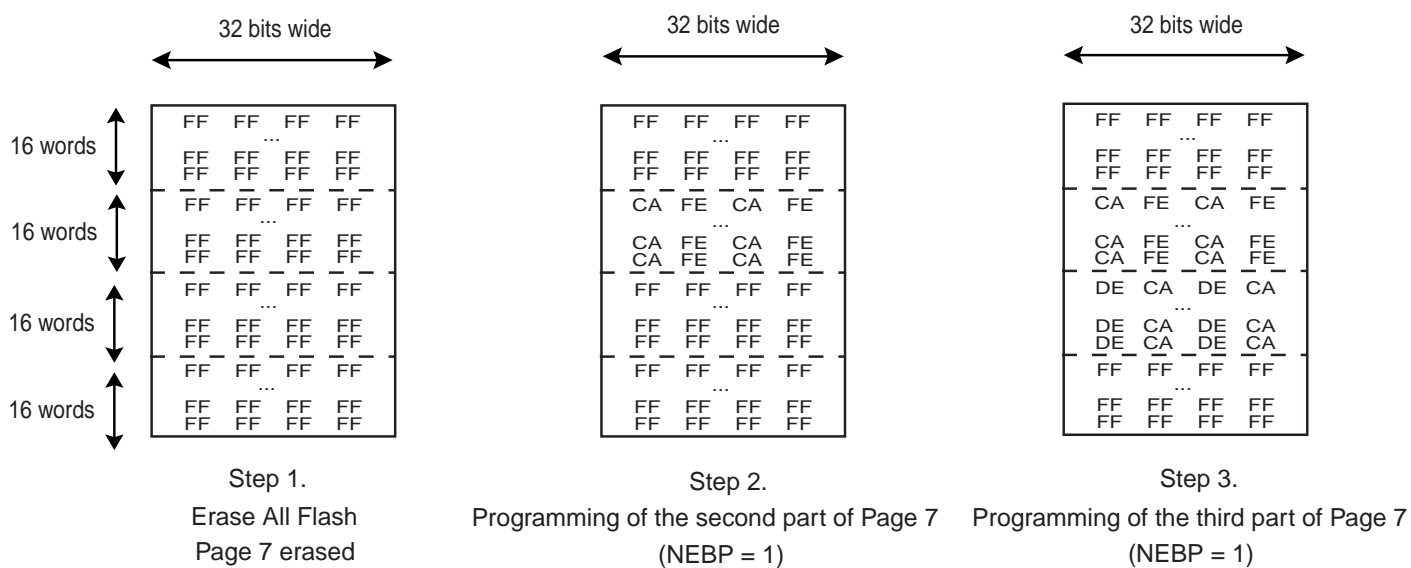 32 bits wide
16 words
16 words
16 words
16 words
FF FF FF FF
...
FF FF FF FF
FF FF FF FF
FF FF FF FF
...
FF FF FF FF
FF FF FF FF
FF FF FF FF
...
FF FF FF FF
FF FF FF FF
FF FF FF FF
...
FF FF FF FF
FF FF FF FF
Step 1.
Erase All Flash
Page 7 erased
32 bits wide
FF FF FF FF
...
FF FF FF FF
FF FF FF FF
CA FE CA FE
...
CA FE CA FE
CA FE CA FE
FF FF FF FF
...
FF FF FF FF
FF FF FF FF
FF FF FF FF
...
FF FF FF FF
FF FF FF FF
Step 2.
Programming of the second part of Page 7
(NEBP = 1)
32 bits wide
FF FF FF FF
...
FF FF FF FF
FF FF FF FF
CA FE CA FE
...
CA FE CA FE
CA FE CA FE
DE CA DE CA
...
DE CA DE CA
DE CA DE CA
FF FF FF FF
...
FF FF FF FF
FF FF FF FF
Step 3.
Programming of the third part of Page 7
(NEBP = 1)